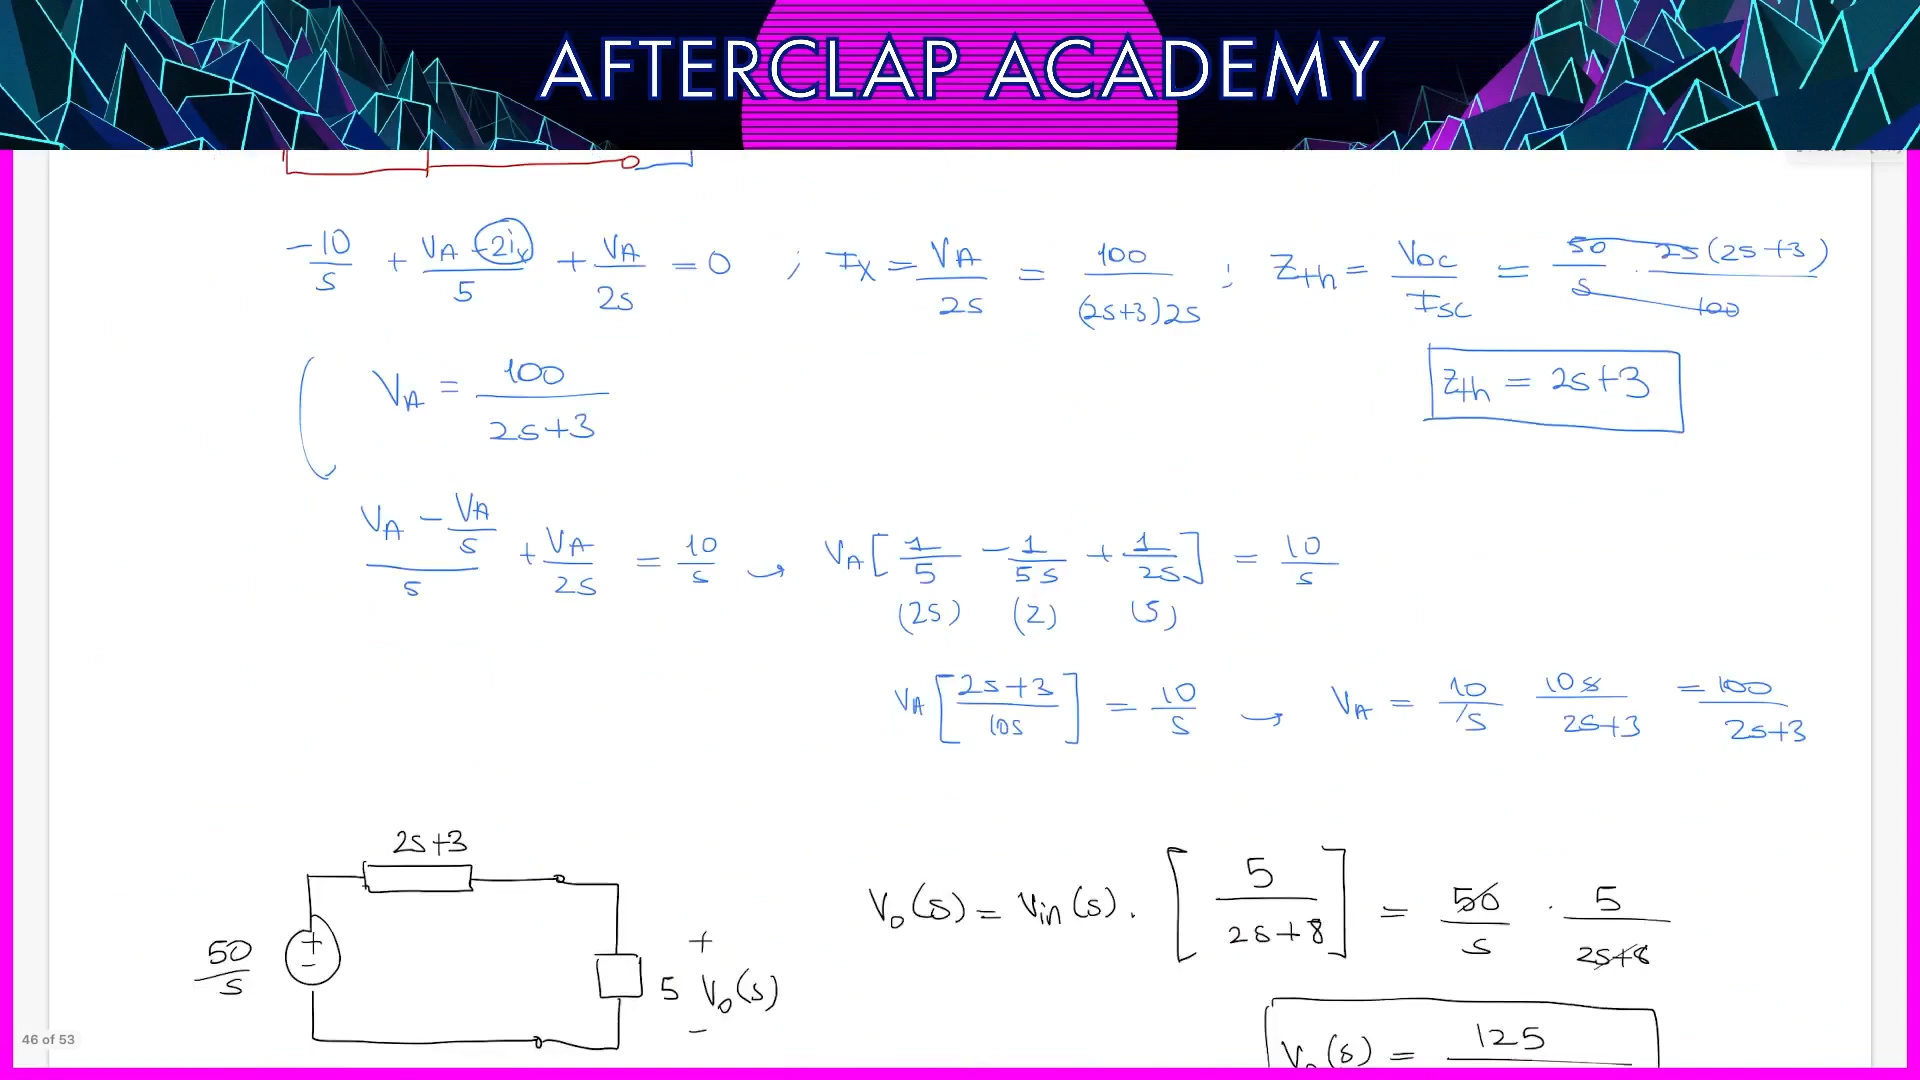 AFTERCLAP ACADEMY
-10/s + (VA - 2ix)/5 + VA/2s = 0 ; Ix = VA/2s = 100/((2s+3)2s) ; Zth = Voc/Isc = 50/s · 2s(2s+3)/100
VA = 100/(2s+3)
Zth = 2s+3
(VA - VA/s)/5 + VA/2s = 10/s → VA [1/5 - 1/5s + 1/2s] = 10/s
(2s) (2) (5)
VA [(2s+3)/10s] = 10/s → VA = 10/s 10s/(2s+3) = 100/(2s+3)
2s+3
Vo(s) = Vin(s) · [5/(2s+8)] = 50/s · 5/(2s+8)
50/s + - 5 + Vo(s) -
Vo(s) = 125
46 of 53